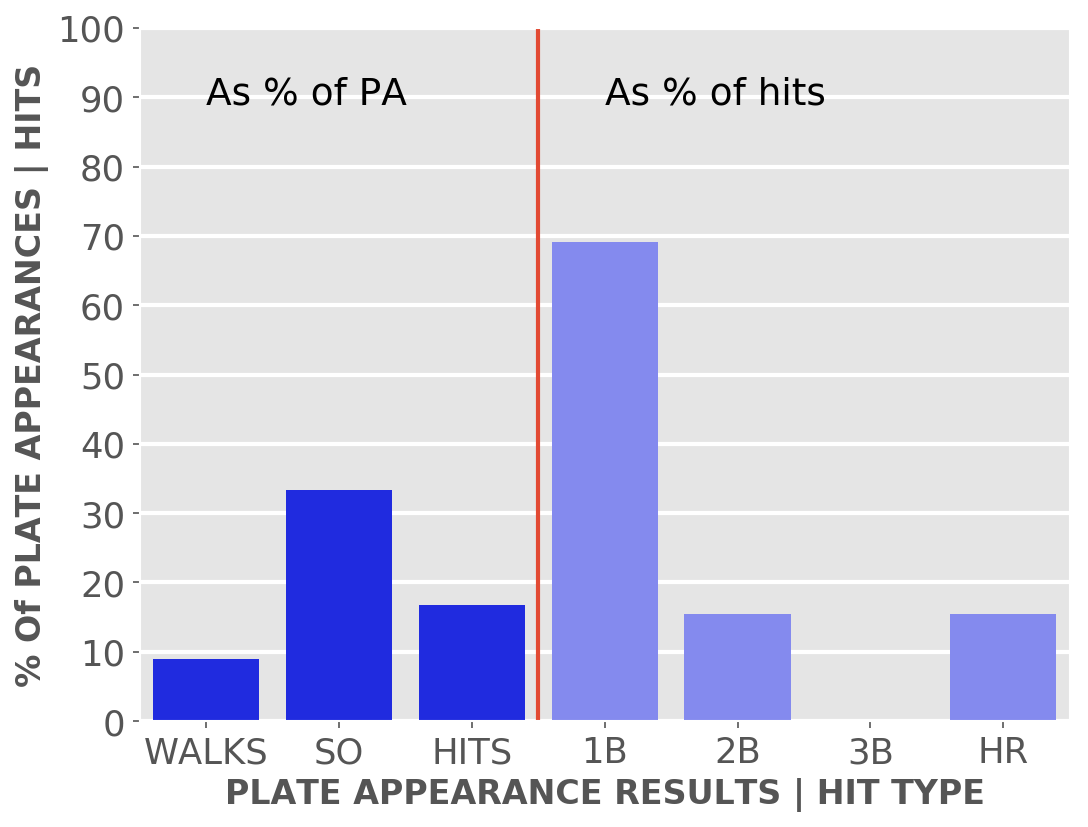 % Of PLATE APPEARANCES | HITS
100
90
80
70
60
50
40
30
20
10
0
As % of PA
As % of hits
WALKS SO HITS 1B 2B 3B HR
PLATE APPEARANCE RESULTS | HIT TYPE